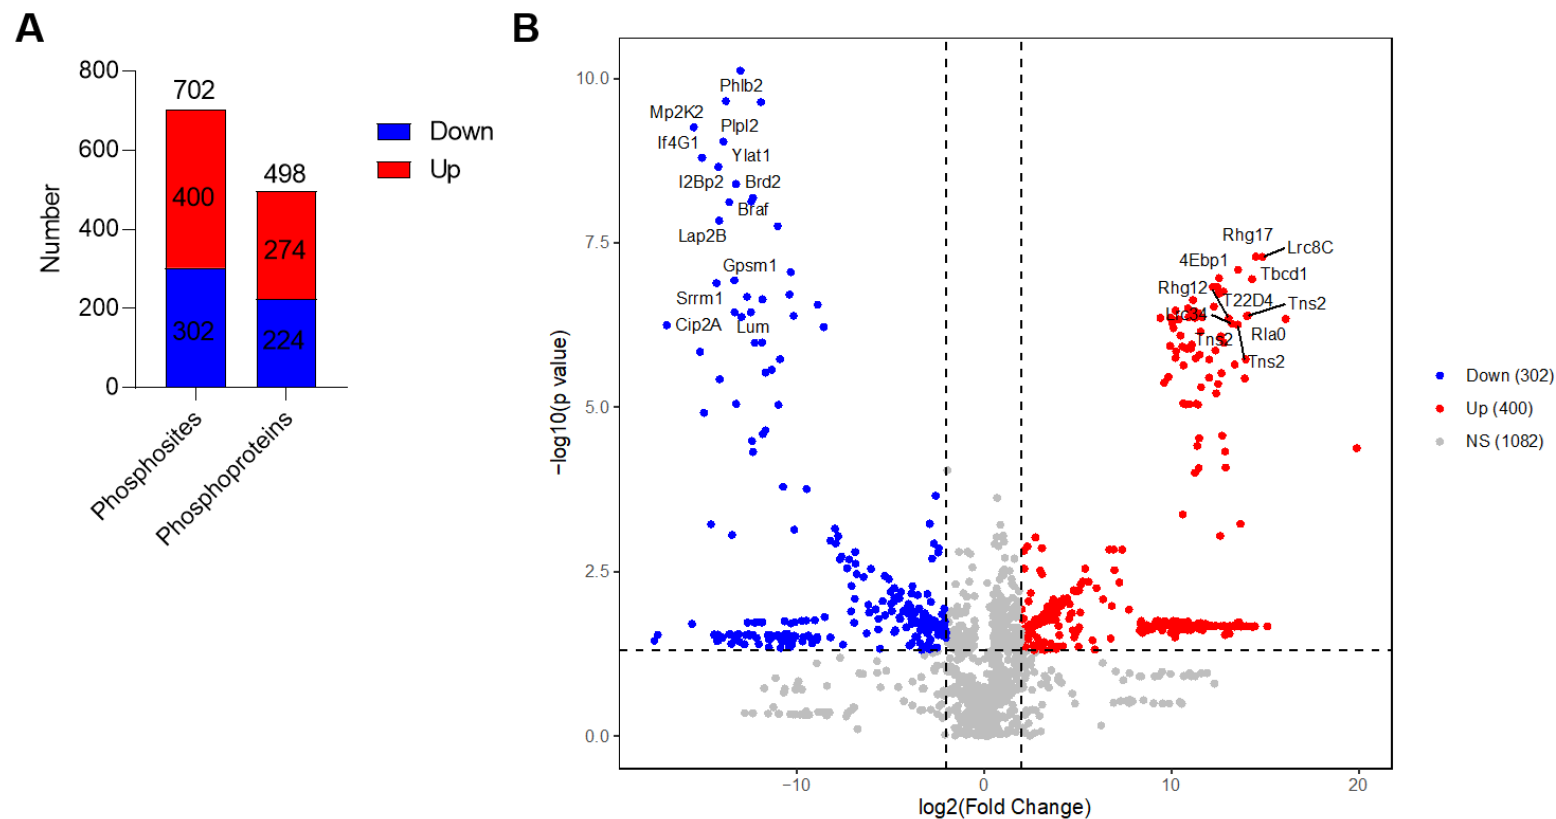 A
B
800
600
400
200
0
Number
702
400
302
498
274
224
Phosphosites
Phosphoproteins
Down
Up
10.0
7.5
5.0
2.5
0.0
−log10(p value)
−10
0
10
20
log2(Fold Change)
Phlb2
Mp2K2
Plpl2
If4G1
Ylat1
I2Bp2
Brd2
Braf
Lap2B
Gpsm1
Srrm1
Cip2A
Lum
Rhg17
Lrc8C
4Ebp1
Tbcd1
Rhg12
T22D4
Tns2
Tns2
Rla0
Tns2
Down (302)
Up (400)
NS (1082)